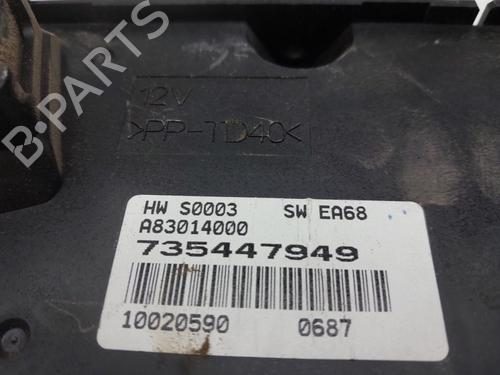 B-PARTS
12V
>PP-TD40<
HW S0003 SW EA68
A83014000
735447949
10020590 0687